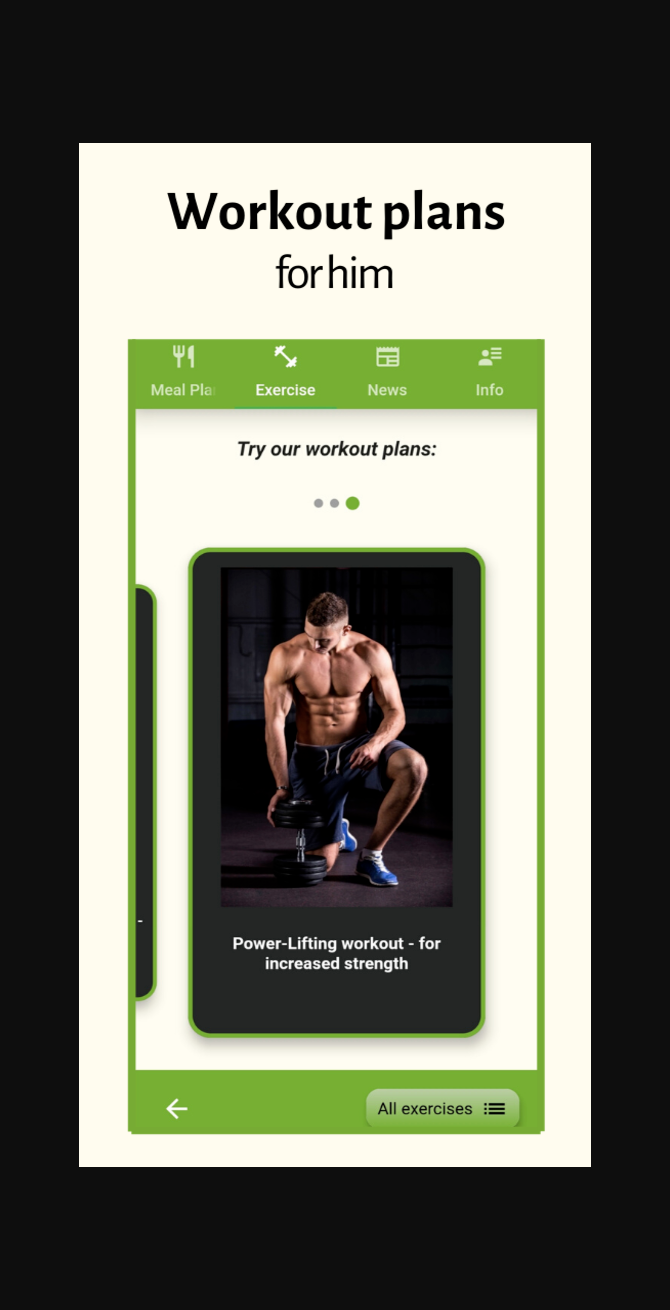 Workout plans
for him
Meal Pla
Exercise
News
Info
Try our workout plans:
-
Power-Lifting workout - for
increased strength
All exercises